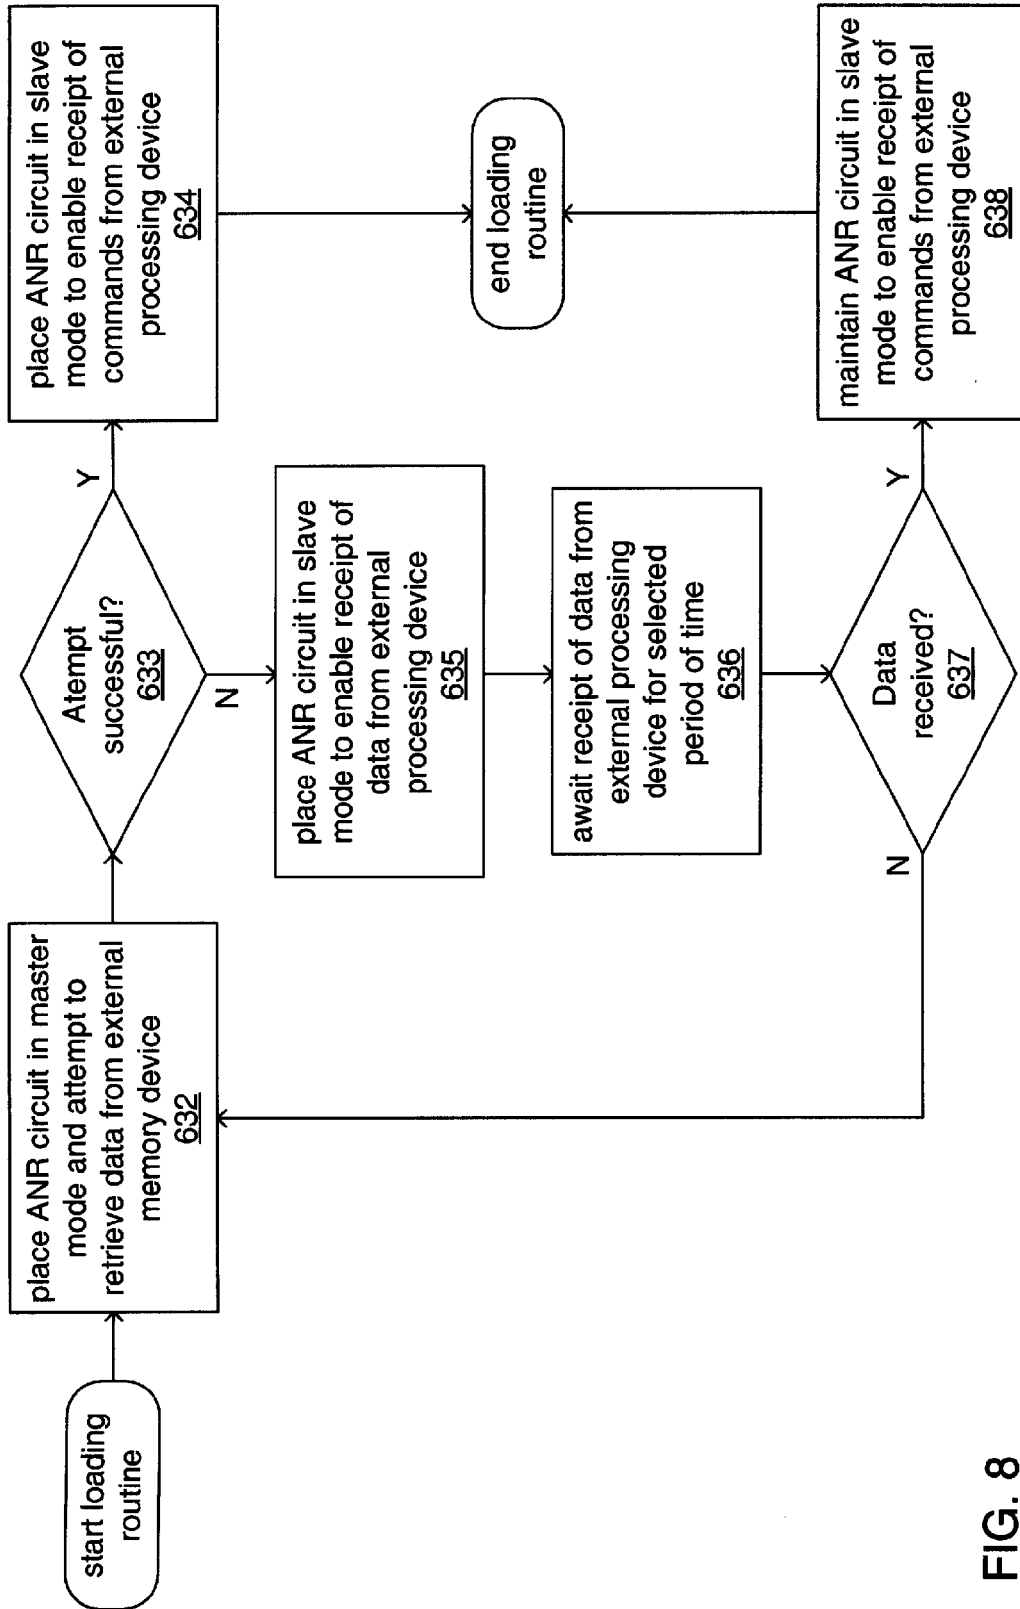 start loading
routine
place ANR circuit in master
mode and attempt to
retrieve data from external
memory device
632
Atempt
successful?
633
Y
N
place ANR circuit in slave
mode to enable receipt of
commands from external
processing device
634
place ANR circuit in slave
mode to enable receipt of
data from external
processing device
635
await receipt of data from
external processing
device for selected
period of time
636
Data
received?
637
N
Y
maintain ANR circuit in slave
mode to enable receipt of
commands from external
processing device
638
end loading
routine
FIG. 8